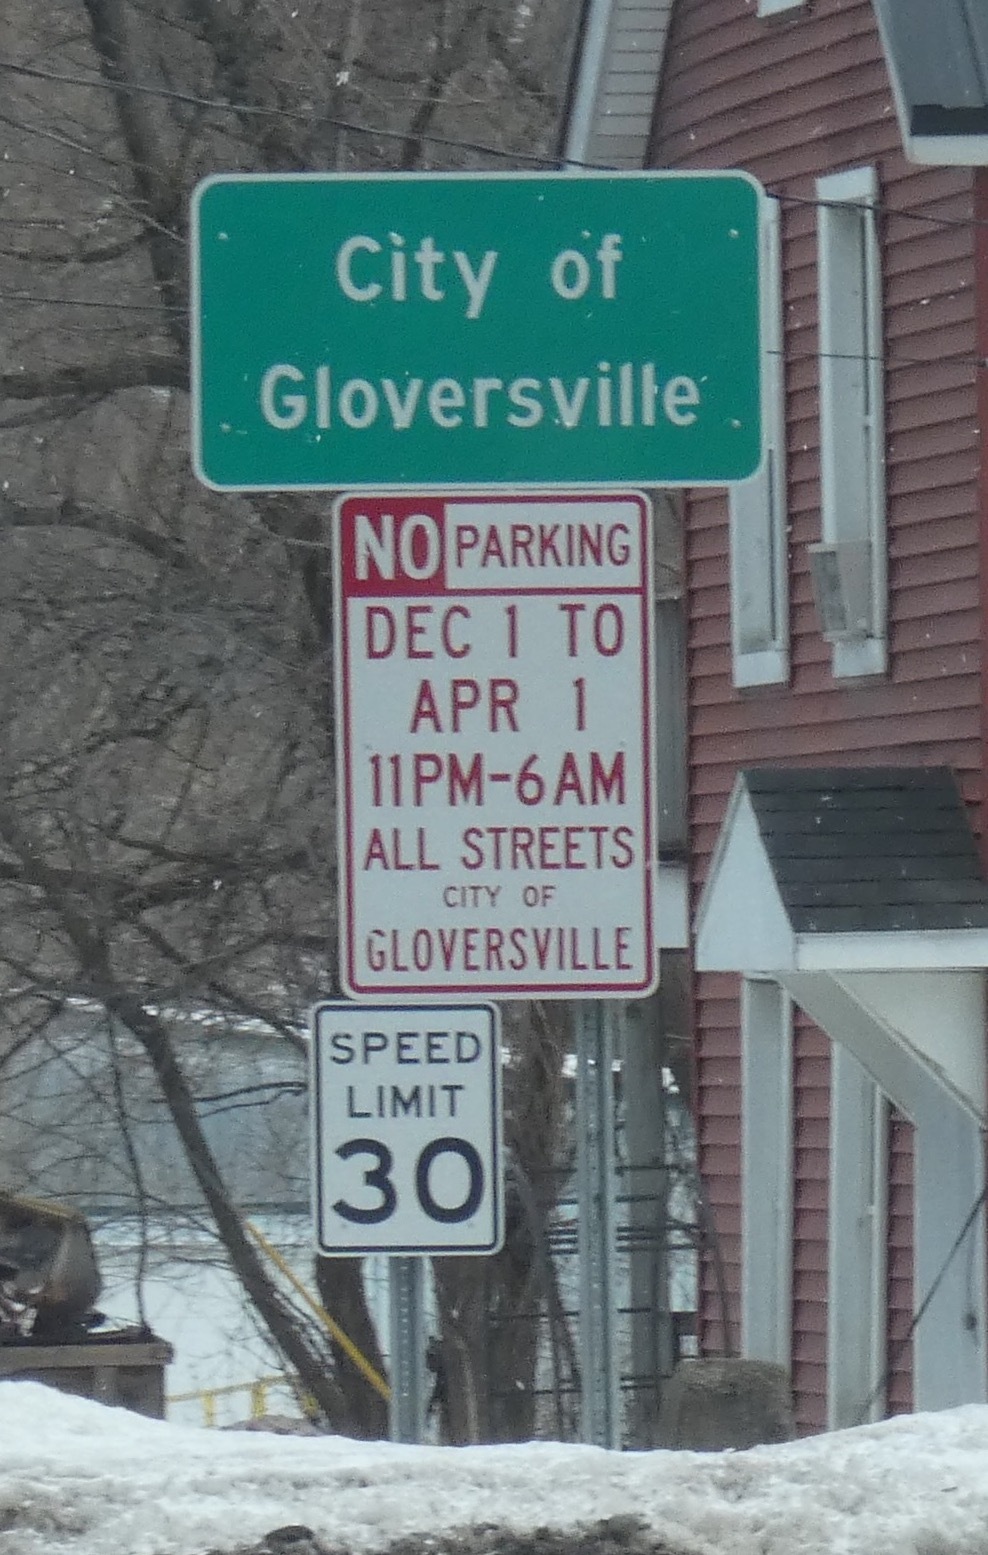 City of
Gloversville
NO PARKING
DEC 1 TO
APR 1
11PM-6AM
ALL STREETS
CITY OF
GLOVERSVILLE
SPEED
LIMIT
30